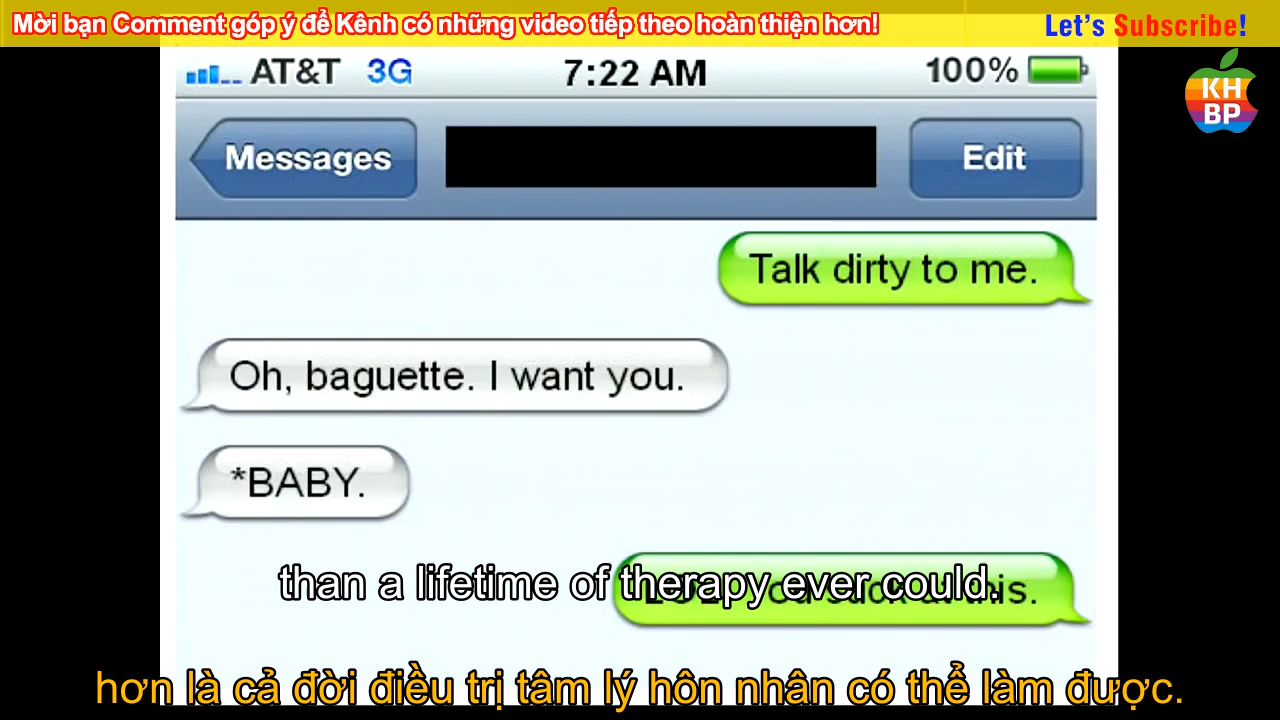 Mời bạn Comment góp ý để Kênh có những video tiếp theo hoàn thiện hơn!
Let's Subscribe!
AT&T 3G 7:22 AM 100%
KH
BP
Messages
Edit
Talk dirty to me.
Oh, baguette. I want you.
*BABY.
than a lifetime of therapy ever could.
this.
hơn là cả đời điều trị tâm lý hôn nhân có thể làm được.